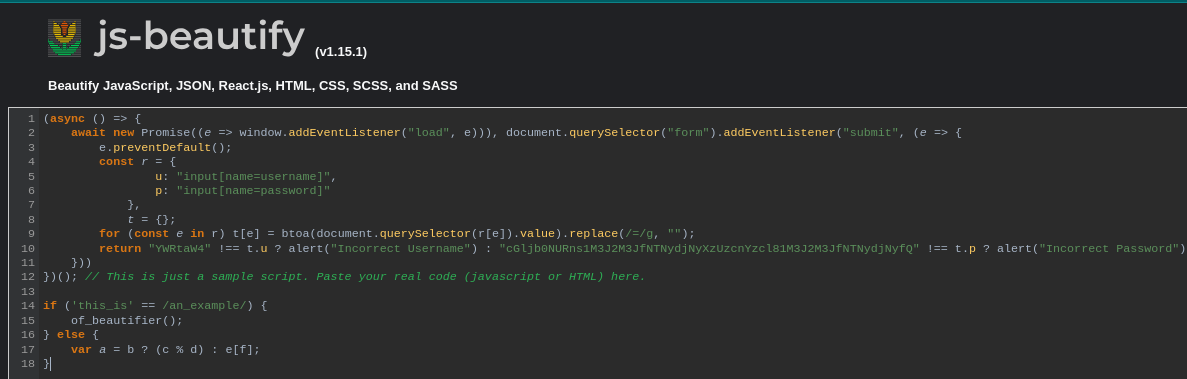 js-beautify (v1.15.1)
Beautify JavaScript, JSON, React.js, HTML, CSS, SCSS, and SASS
1 (async () => {
2     await new Promise((e => window.addEventListener("load", e))), document.querySelector("form").addEventListener("submit", (e => {
3         e.preventDefault();
4         const r = {
5                 u: "input[name=username]",
6                 p: "input[name=password]"
7             },
8             t = {};
9         for (const e in r) t[e] = btoa(document.querySelector(r[e]).value).replace(/=/g, "");
10         return "YWRtaW4" !== t.u ? alert("Incorrect Username") : "cGljb0NURns1M3J2M3JfNTNydjNyXzUzcnYzcl81M3J2M3JfNTNydjNyfQ" !== t.p ? alert("Incorrect Password")
11     }))
12 })(); // This is just a sample script. Paste your real code (javascript or HTML) here.
13
14 if ('this_is' == /an_example/) {
15     of_beautifier();
16 } else {
17     var a = b ? (c % d) : e[f];
18 }